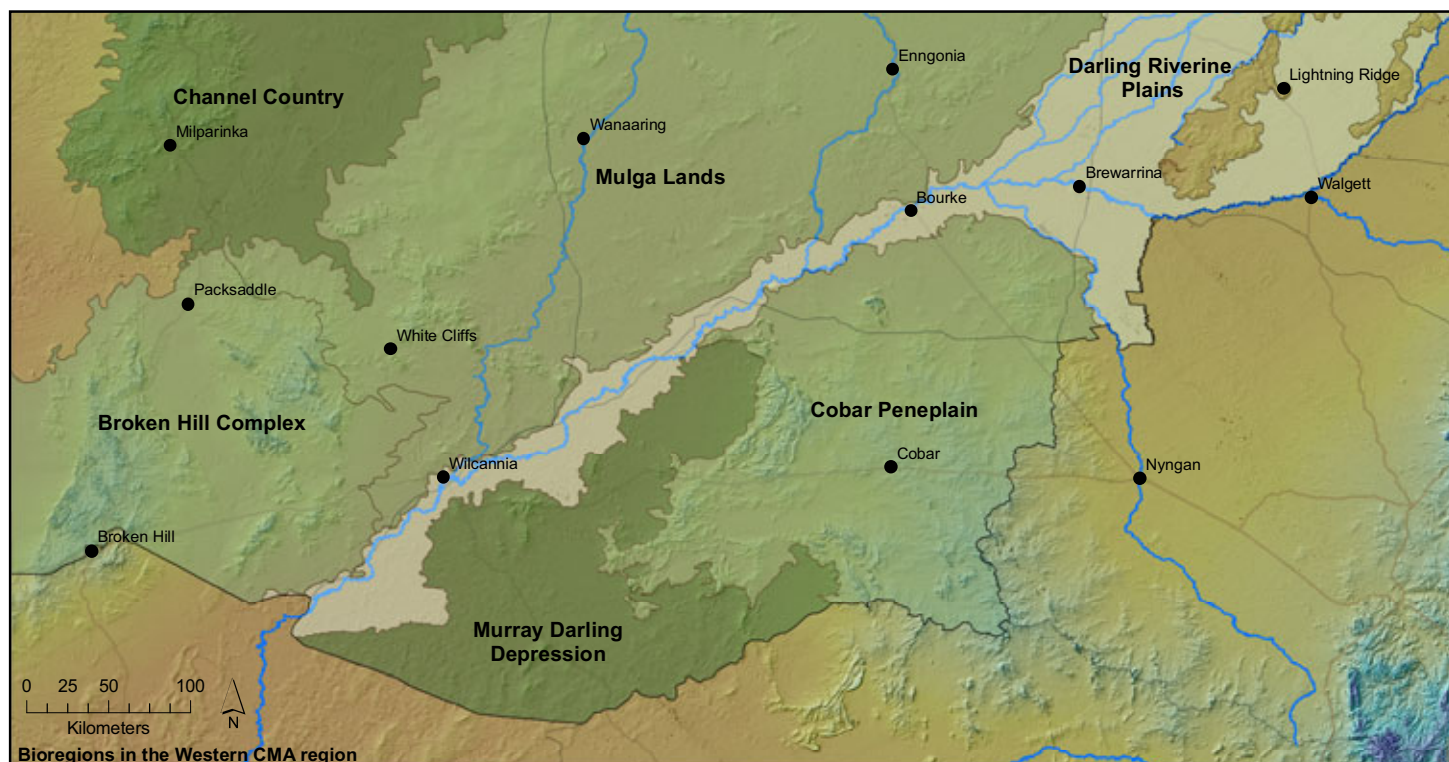 Enngonia
Darling Riverine
Plains
Lightning Ridge
Channel Country
Milparinka
Wanaaring
Mulga Lands
Brewarrina
Walgett
Bourke
Packsaddle
White Cliffs
Broken Hill Complex
Cobar Peneplain
Wilcannia
Cobar
Nyngan
Broken Hill
Murray Darling
Depression
0 25 50 100
Kilometers
N
Bioregions in the Western CMA region